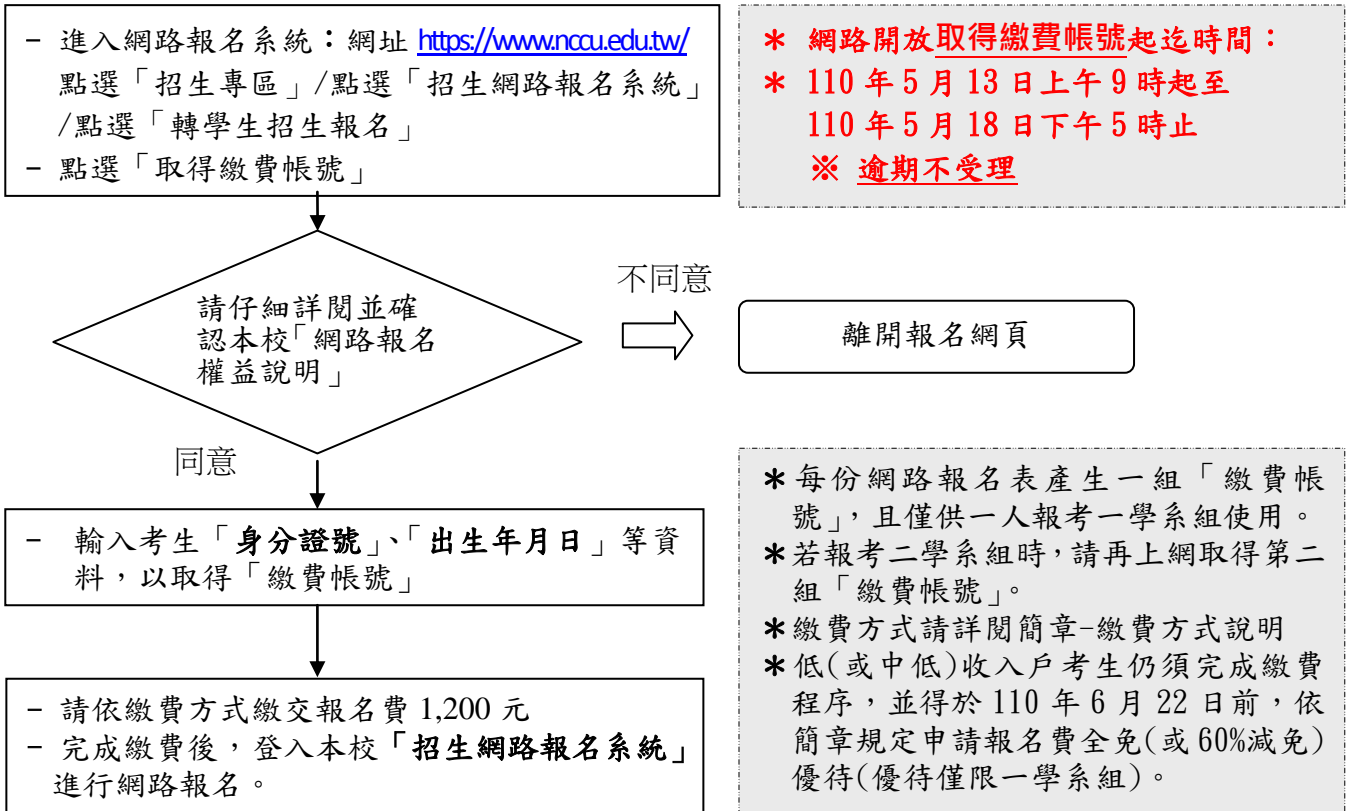 - 進入網路報名系統：網址 https://www.nccu.edu.tw/
點選「招生專區」/點選「招生網路報名系統」
/點選「轉學生招生報名」
- 點選「取得繳費帳號」
＊ 網路開放取得繳費帳號起迄時間：
＊ 110 年 5 月 13 日上午 9 時起至
110 年 5 月 18 日下午 5 時止
※ 逾期不受理
請仔細詳閱並確
認本校「網路報名
權益說明」
不同意
離開報名網頁
同意
- 輸入考生「身分證號」、「出生年月日」等資
料，以取得「繳費帳號」
- 請依繳費方式繳交報名費 1,200 元
- 完成繳費後，登入本校「招生網路報名系統」
進行網路報名。
＊每份網路報名表產生一組「繳費帳
號」，且僅供一人報考一學系組使用。
＊若報考二學系組時，請再上網取得第二
組「繳費帳號」。
＊繳費方式請詳閱簡章-繳費方式說明
＊低(或中低)收入戶考生仍須完成繳費
程序，並得於 110 年 6 月 22 日前，依
簡章規定申請報名費全免(或 60%減免)
優待(優待僅限一學系組)。